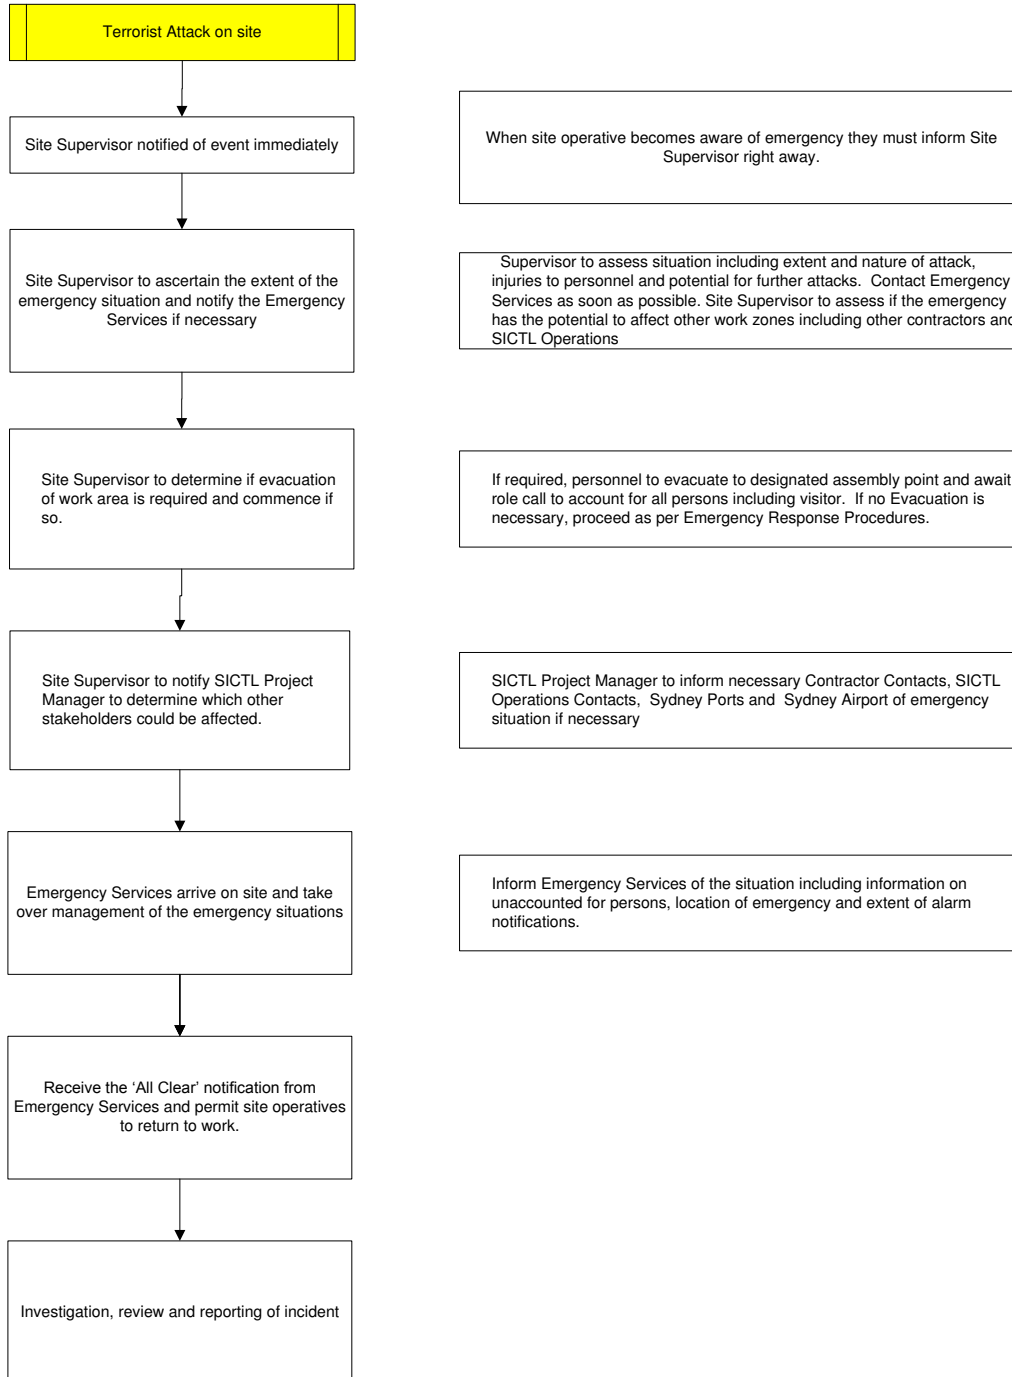 Terrorist Attack on site
Site Supervisor notified of event immediately
When site operative becomes aware of emergency they must inform Site
Supervisor right away.
Site Supervisor to ascertain the extent of the
emergency situation and notify the Emergency
Services if necessary
Supervisor to assess situation including extent and nature of attack,
injuries to personnel and potential for further attacks. Contact Emergency
Services as soon as possible. Site Supervisor to assess if the emergency
has the potential to affect other work zones including other contractors and
SICTL Operations
Site Supervisor to determine if evacuation
of work area is required and commence if
so.
If required, personnel to evacuate to designated assembly point and await
role call to account for all persons including visitor. If no Evacuation is
necessary, proceed as per Emergency Response Procedures.
Site Supervisor to notify SICTL Project
Manager to determine which other
stakeholders could be affected.
SICTL Project Manager to inform necessary Contractor Contacts, SICTL
Operations Contacts, Sydney Ports and Sydney Airport of emergency
situation if necessary
Emergency Services arrive on site and take
over management of the emergency situations
Inform Emergency Services of the situation including information on
unaccounted for persons, location of emergency and extent of alarm
notifications.
Receive the ‘All Clear’ notification from
Emergency Services and permit site operatives
to return to work.
Investigation, review and reporting of incident